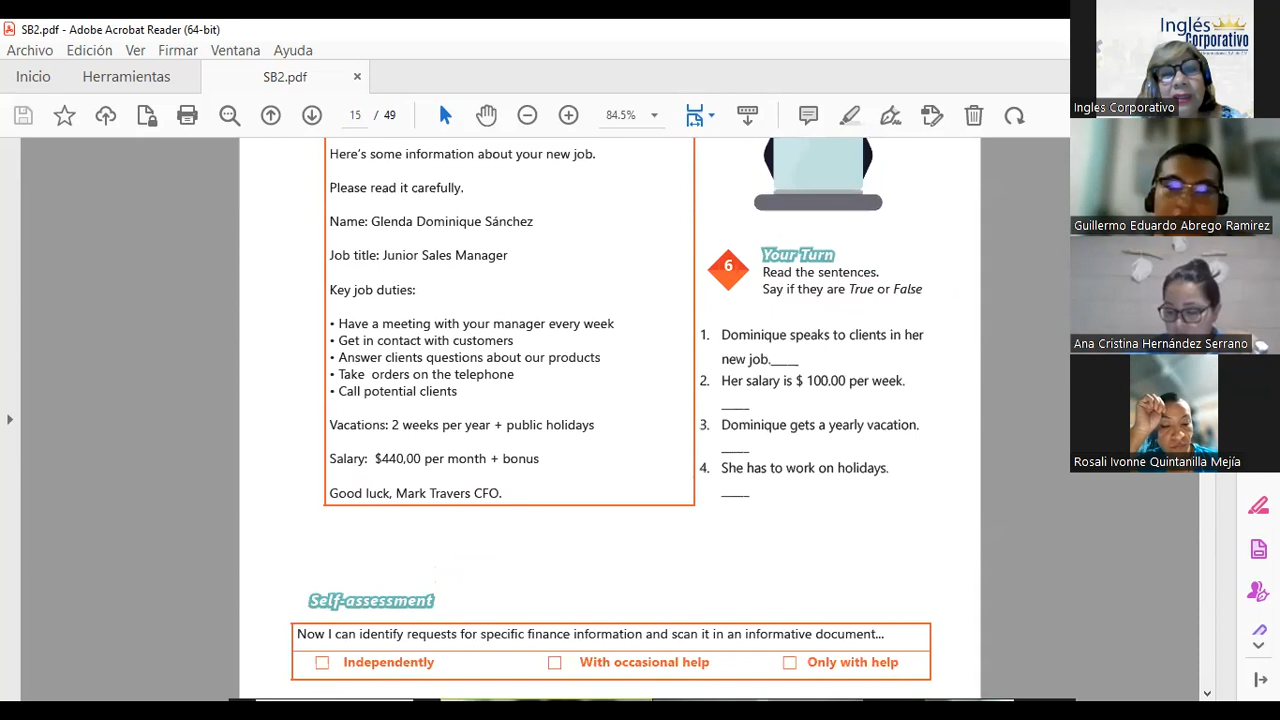 SB2.pdf - Adobe Acrobat Reader (64-bit)
Archivo Edición Ver Firmar Ventana Ayuda
Inicio Herramientas SB2.pdf ×
15 / 49 84.5%
Here's some information about your new job.
Please read it carefully.
Name: Glenda Dominique Sánchez
Job title: Junior Sales Manager
Key job duties:
• Have a meeting with your manager every week
• Get in contact with customers
• Answer clients questions about our products
• Take orders on the telephone
• Call potential clients
Vacations: 2 weeks per year + public holidays
Salary: $440,00 per month + bonus
Good luck, Mark Travers CFO.
6
Your Turn
Read the sentences.
Say if they are True or False
1. Dominique speaks to clients in her
new job.____
2. Her salary is $ 100.00 per week.
____
3. Dominique gets a yearly vacation.
____
4. She has to work on holidays.
____
Self-assessment
Now I can identify requests for specific finance information and scan it in an informative document...
Independently With occasional help Only with help
Inglés
Corporativo
Ingles Corporativo
Guillermo Eduardo Abrego Ramirez
Ana Cristina Hernández Serrano
Rosali Ivonne Quintanilla Mejía